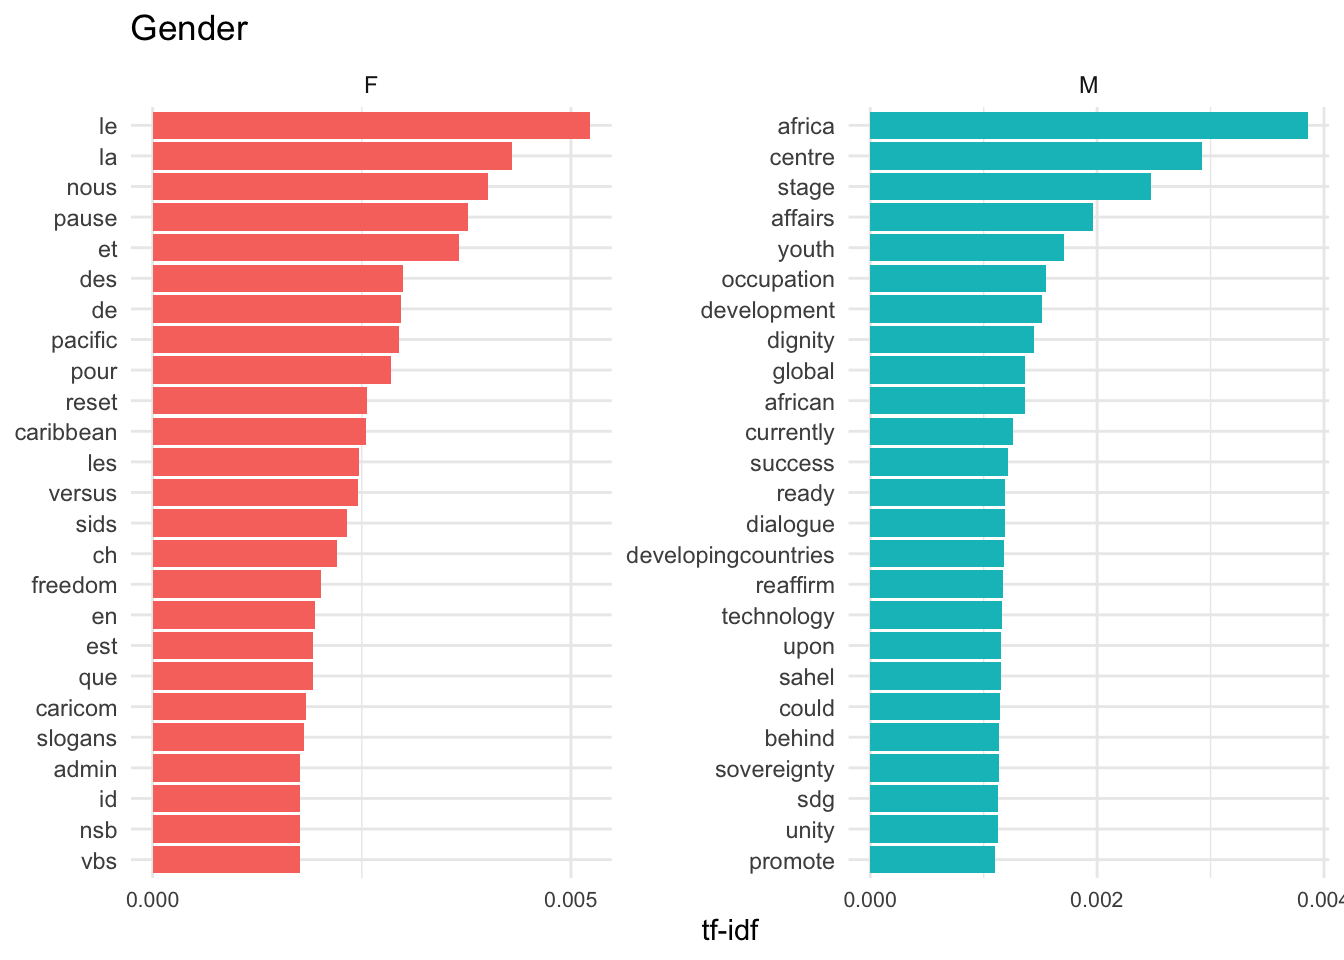 Gender
F
le
la
nous
pause
et
des
de
pacific
pour
reset
caribbean
les
versus
sids
ch
freedom
en
est
que
caricom
slogans
admin
id
nsb
vbs
0.000
0.005
M
africa
centre
stage
affairs
youth
occupation
development
dignity
global
african
currently
success
ready
dialogue
developingcountries
reaffirm
technology
upon
sahel
could
behind
sovereignty
sdg
unity
promote
0.000
0.002
0.004
tf-idf